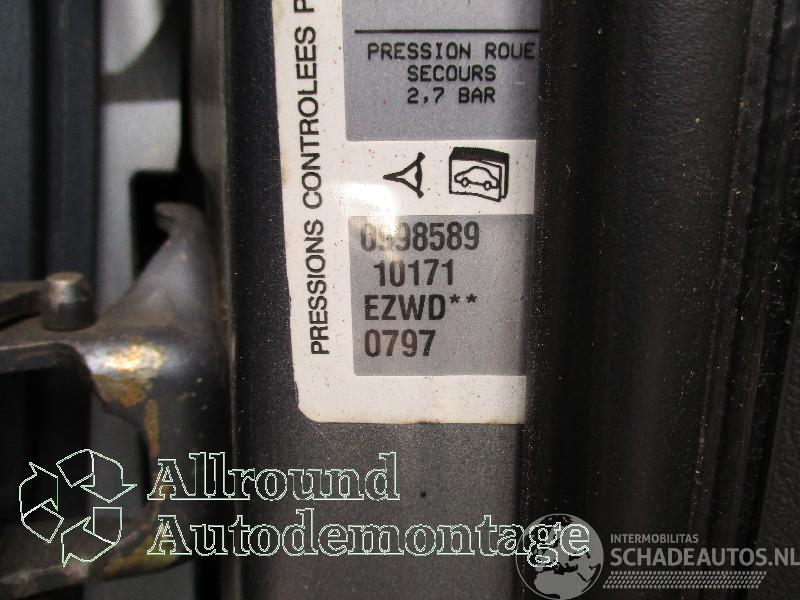 PRESSION ROUE
SECOURS
2,7 BAR
PRESSIONS CONTROLEES P
0998589
10171
EZWD**
0797
Allround
Autodemontage
INTERMOBILITAS
SCHADEAUTOS.NL